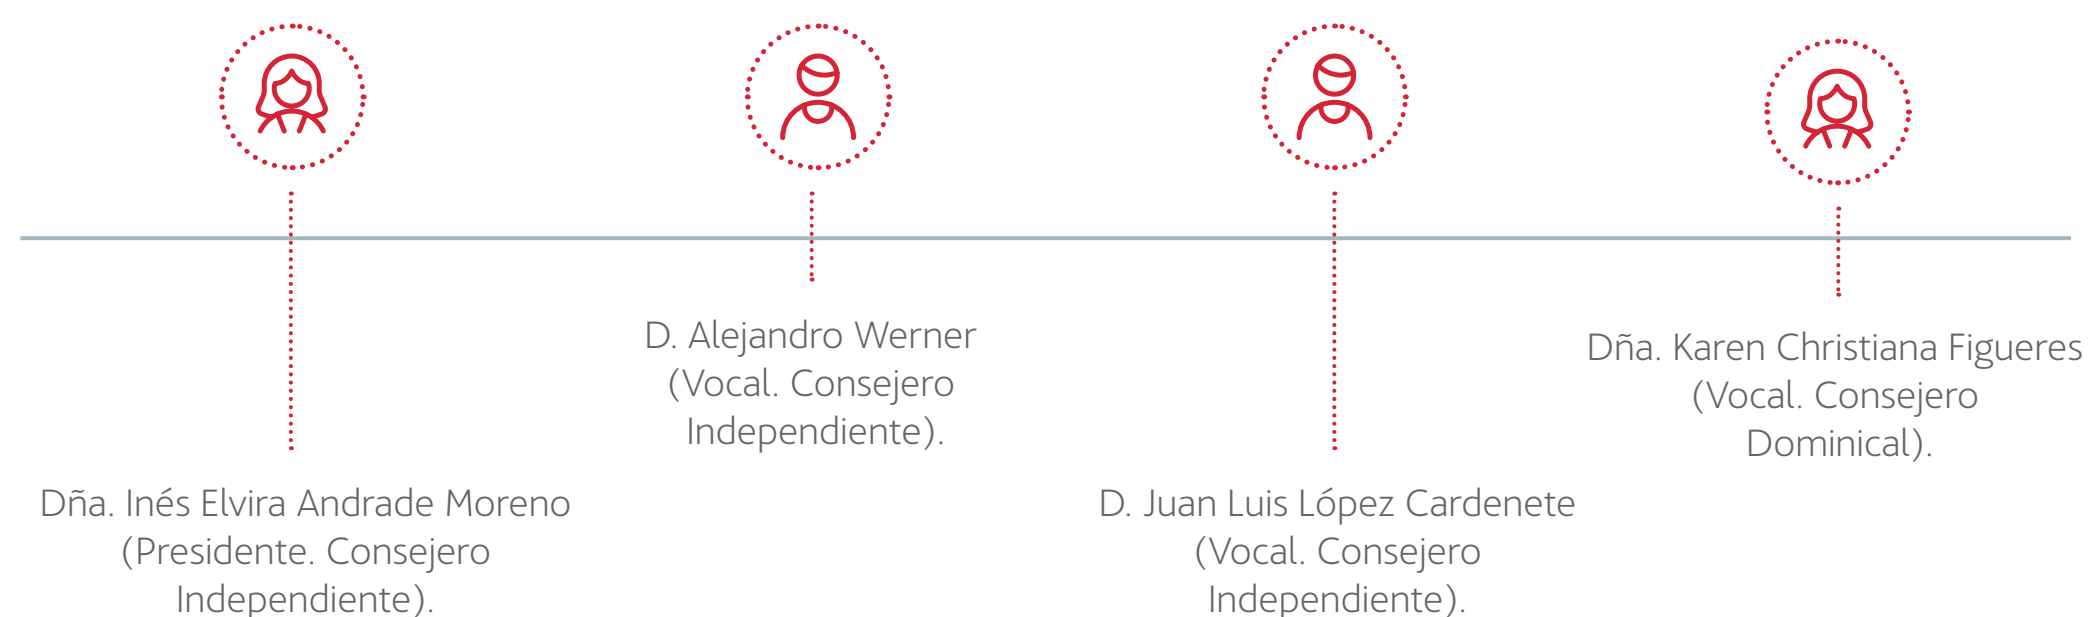 Dña. Inés Elvira Andrade Moreno
(Presidente. Consejero
Independiente).
D. Alejandro Werner
(Vocal. Consejero
Independiente).
D. Juan Luis López Cardenete
(Vocal. Consejero
Independiente).
Dña. Karen Christiana Figueres
(Vocal. Consejero
Dominical).